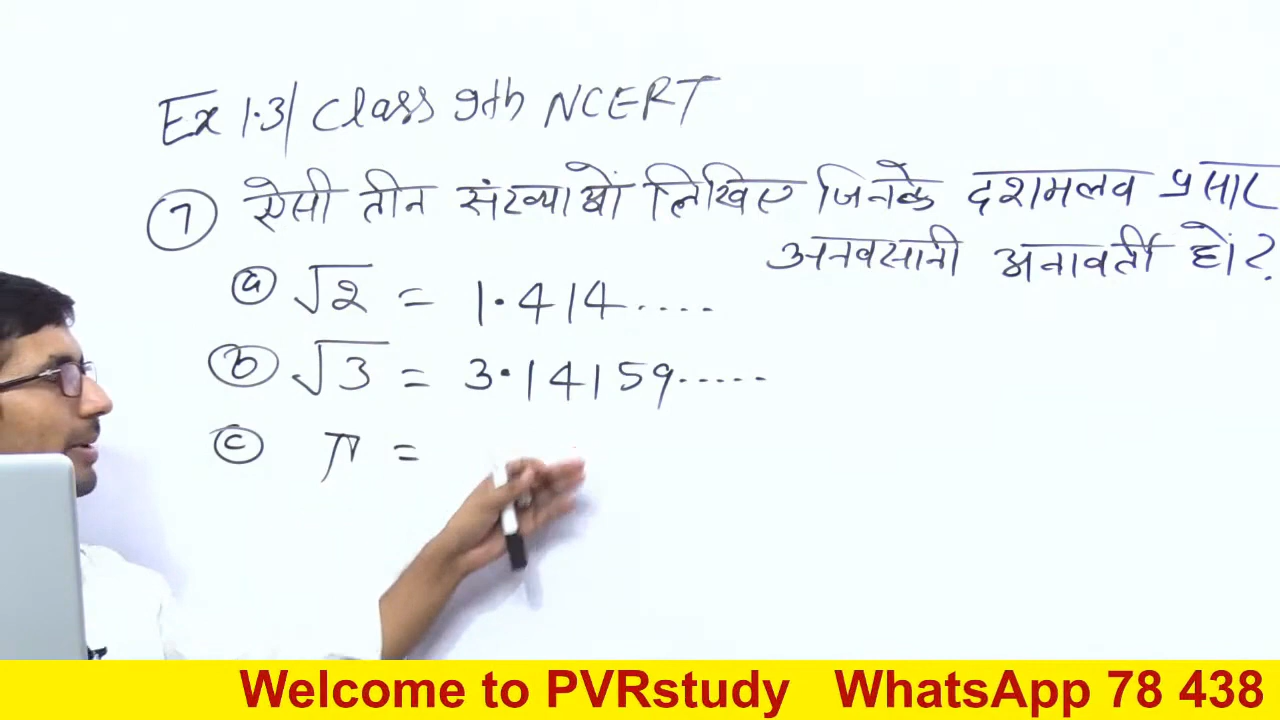 Ex 1.3| Class 9th NCERT
7 ऐसी तीन संख्याओं लिखिए जिनके दशमलव प्रसार
अनवसानी अनावर्ती हों?
a √2 = 1.414....
b √3 = 3.14159.....
c π =
Welcome to PVRstudy WhatsApp 78 438